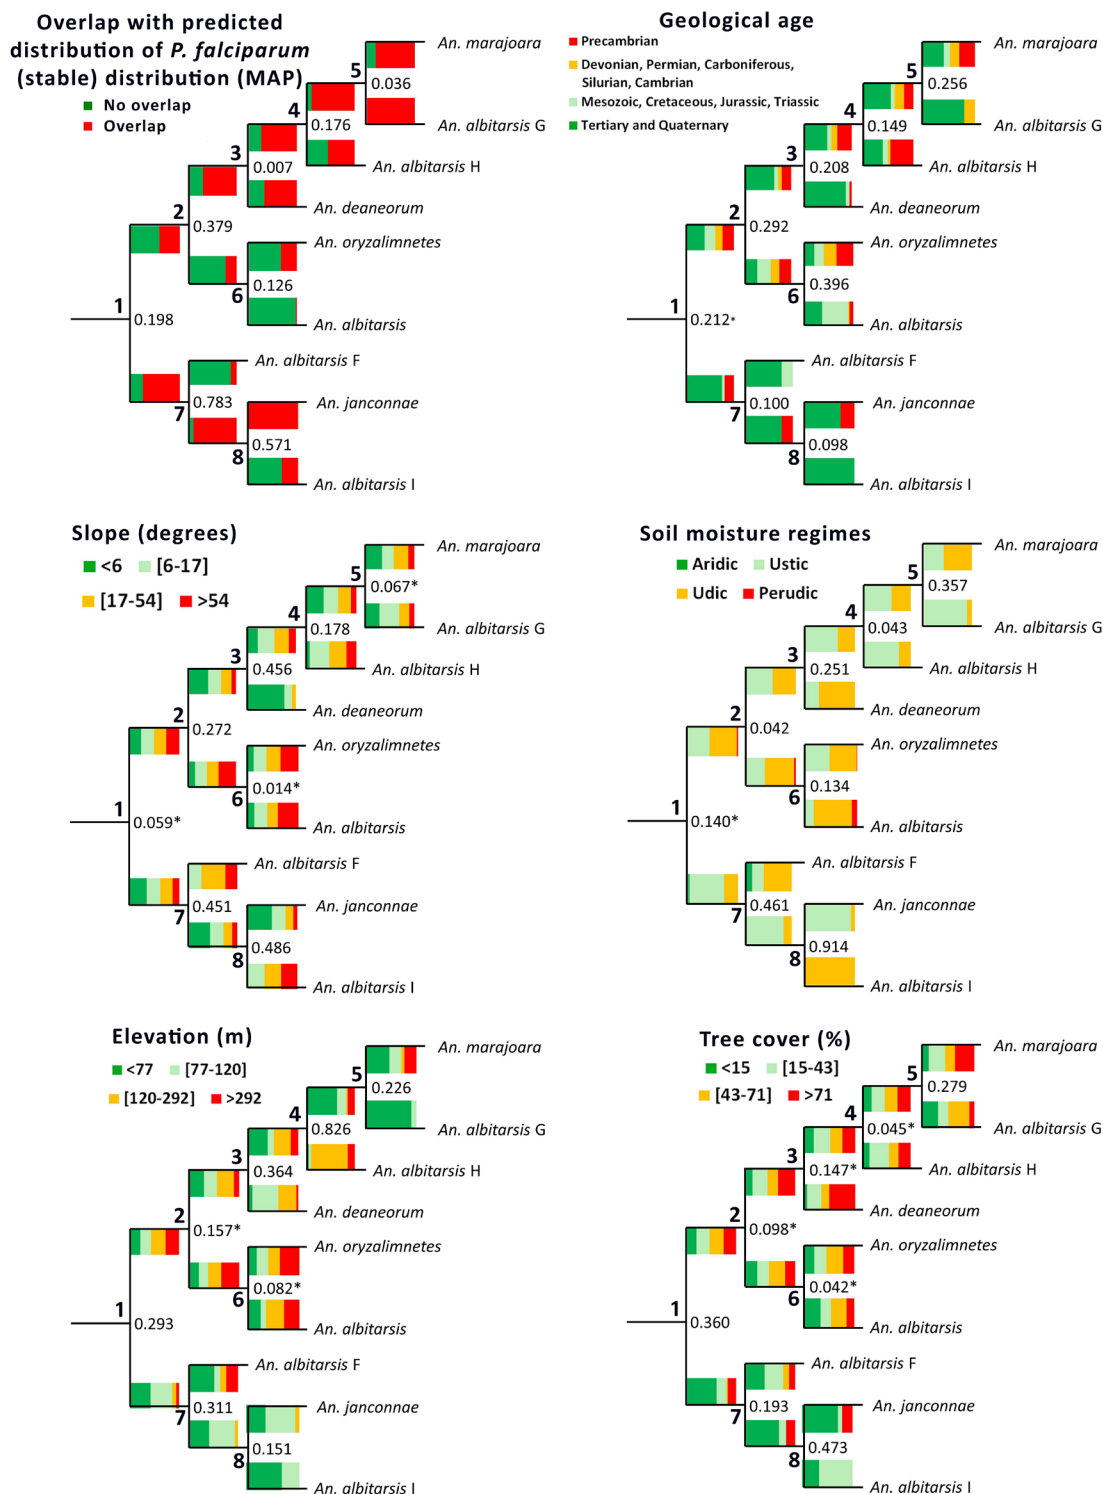 Overlap with predicted
distribution of P. falciparum
(stable) distribution (MAP)
No overlap
Overlap
1
2
3
4
5
6
7
8
0.198
0.379
0.007
0.176
0.036
0.126
0.783
0.571
An. marajoara
An. albitarsis G
An. albitarsis H
An. deaneorum
An. oryzalimnetes
An. albitarsis
An. albitarsis F
An. janconnae
An. albitarsis I
Geological age
Precambrian
Devonian, Permian, Carboniferous,
Silurian, Cambrian
Mesozoic, Cretaceous, Jurassic, Triassic
Tertiary and Quaternary
1
2
3
4
5
6
7
8
0.212*
0.292
0.208
0.149
0.256
0.396
0.100
0.098
An. marajoara
An. albitarsis G
An. albitarsis H
An. deaneorum
An. oryzalimnetes
An. albitarsis
An. albitarsis F
An. janconnae
An. albitarsis I
Slope (degrees)
<6 [6-17]
[17-54] >54
1
2
3
4
5
6
7
8
0.059*
0.272
0.456
0.178
0.067*
0.014*
0.451
0.486
An. marajoara
An. albitarsis G
An. albitarsis H
An. deaneorum
An. oryzalimnetes
An. albitarsis
An. albitarsis F
An. janconnae
An. albitarsis I
Soil moisture regimes
Aridic Ustic
Udic Perudic
1
2
3
4
5
6
7
8
0.140*
0.042
0.251
0.043
0.357
0.134
0.461
0.914
An. marajoara
An. albitarsis G
An. albitarsis H
An. deaneorum
An. oryzalimnetes
An. albitarsis
An. albitarsis F
An. janconnae
An. albitarsis I
Elevation (m)
<77 [77-120]
[120-292] >292
1
2
3
4
5
6
7
8
0.293
0.157*
0.364
0.826
0.226
0.082*
0.311
0.151
An. marajoara
An. albitarsis G
An. albitarsis H
An. deaneorum
An. oryzalimnetes
An. albitarsis
An. albitarsis F
An. janconnae
An. albitarsis I
Tree cover (%)
<15 [15-43]
[43-71] >71
1
2
3
4
5
6
7
8
0.360
0.098*
0.147*
0.045*
0.279
0.042*
0.193
0.473
An. marajoara
An. albitarsis G
An. albitarsis H
An. deaneorum
An. oryzalimnetes
An. albitarsis
An. albitarsis F
An. janconnae
An. albitarsis I